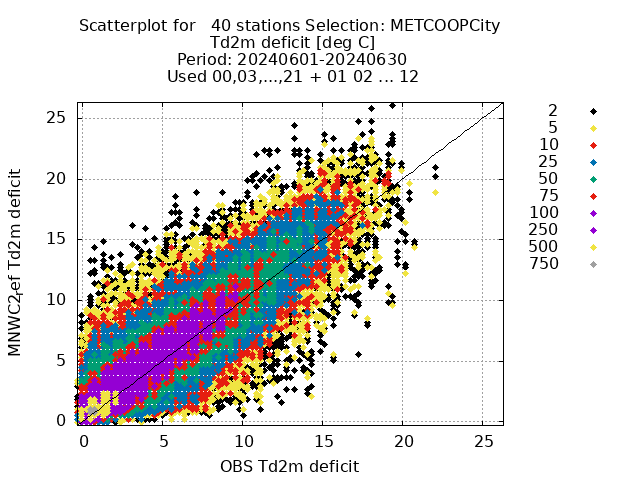 Scatterplot for   40 stations Selection: METCOOPCity
Td2m deficit [deg C]
Period: 20240601-20240630
Used 00,03,...,21 + 01 02 ... 12
2
5
10
25
50
75
100
250
500
750
25
20
15
10
5
0
0 5 10 15 20 25
MNWC2ref Td2m deficit
OBS Td2m deficit